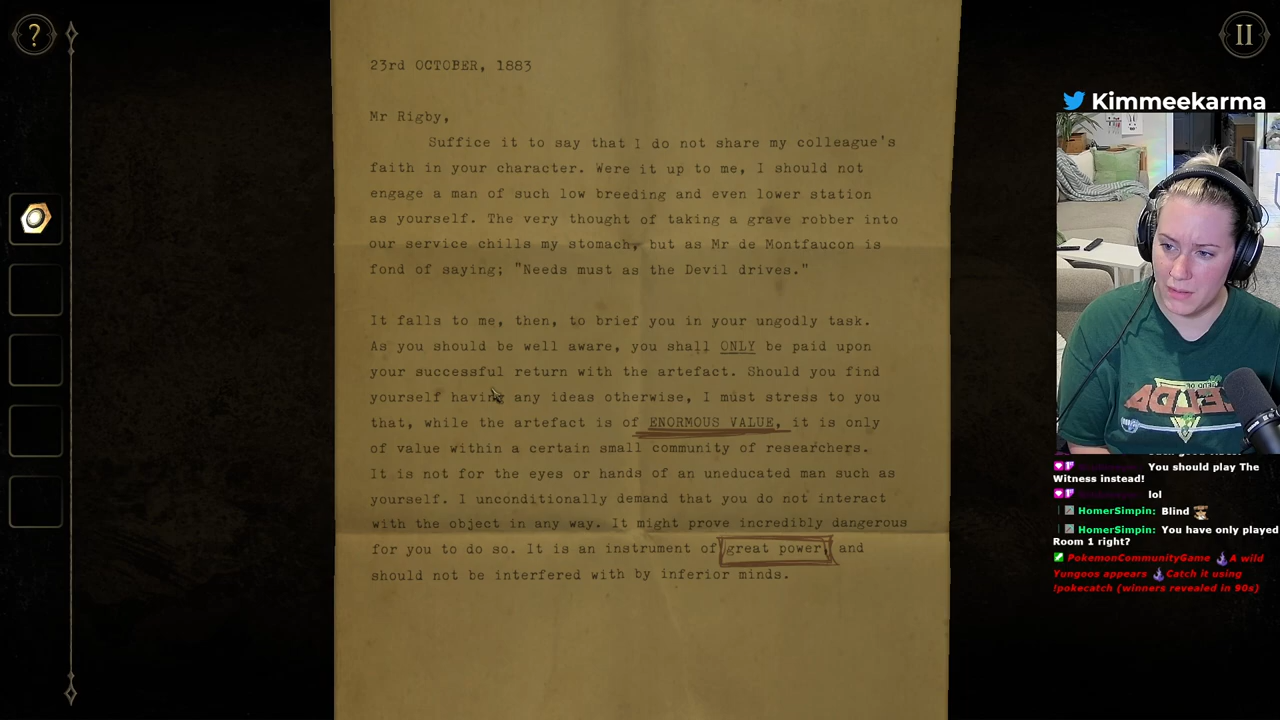 ?
II
23rd OCTOBER, 1883
Mr Rigby,
Suffice it to say that I do not share my colleague's
faith in your character. Were it up to me, I should not
engage a man of such low breeding and even lower station
as yourself. The very thought of taking a grave robber into
our service chills my stomach, but as Mr de Montfaucon is
fond of saying; "Needs must as the Devil drives."
It falls to me, then, to brief you in your ungodly task.
As you should be well aware, you shall ONLY be paid upon
your successful return with the artefact. Should you find
yourself having any ideas otherwise, I must stress to you
that, while the artefact is of ENORMOUS VALUE, it is only
of value within a certain small community of researchers.
It is not for the eyes or hands of an uneducated man such as
yourself. I unconditionally demand that you do not interact
with the object in any way. It might prove incredibly dangerous
for you to do so. It is an instrument of great power, and
should not be interfered with by inferior minds.
Kimmeekarma
You should play The
Witness instead!
lol
HomerSimpin: Blind
HomerSimpin: You have only played
Room 1 right?
PokemonCommunityGame A wild
Yungoos appears Catch it using
!pokecatch (winners revealed in 90s)